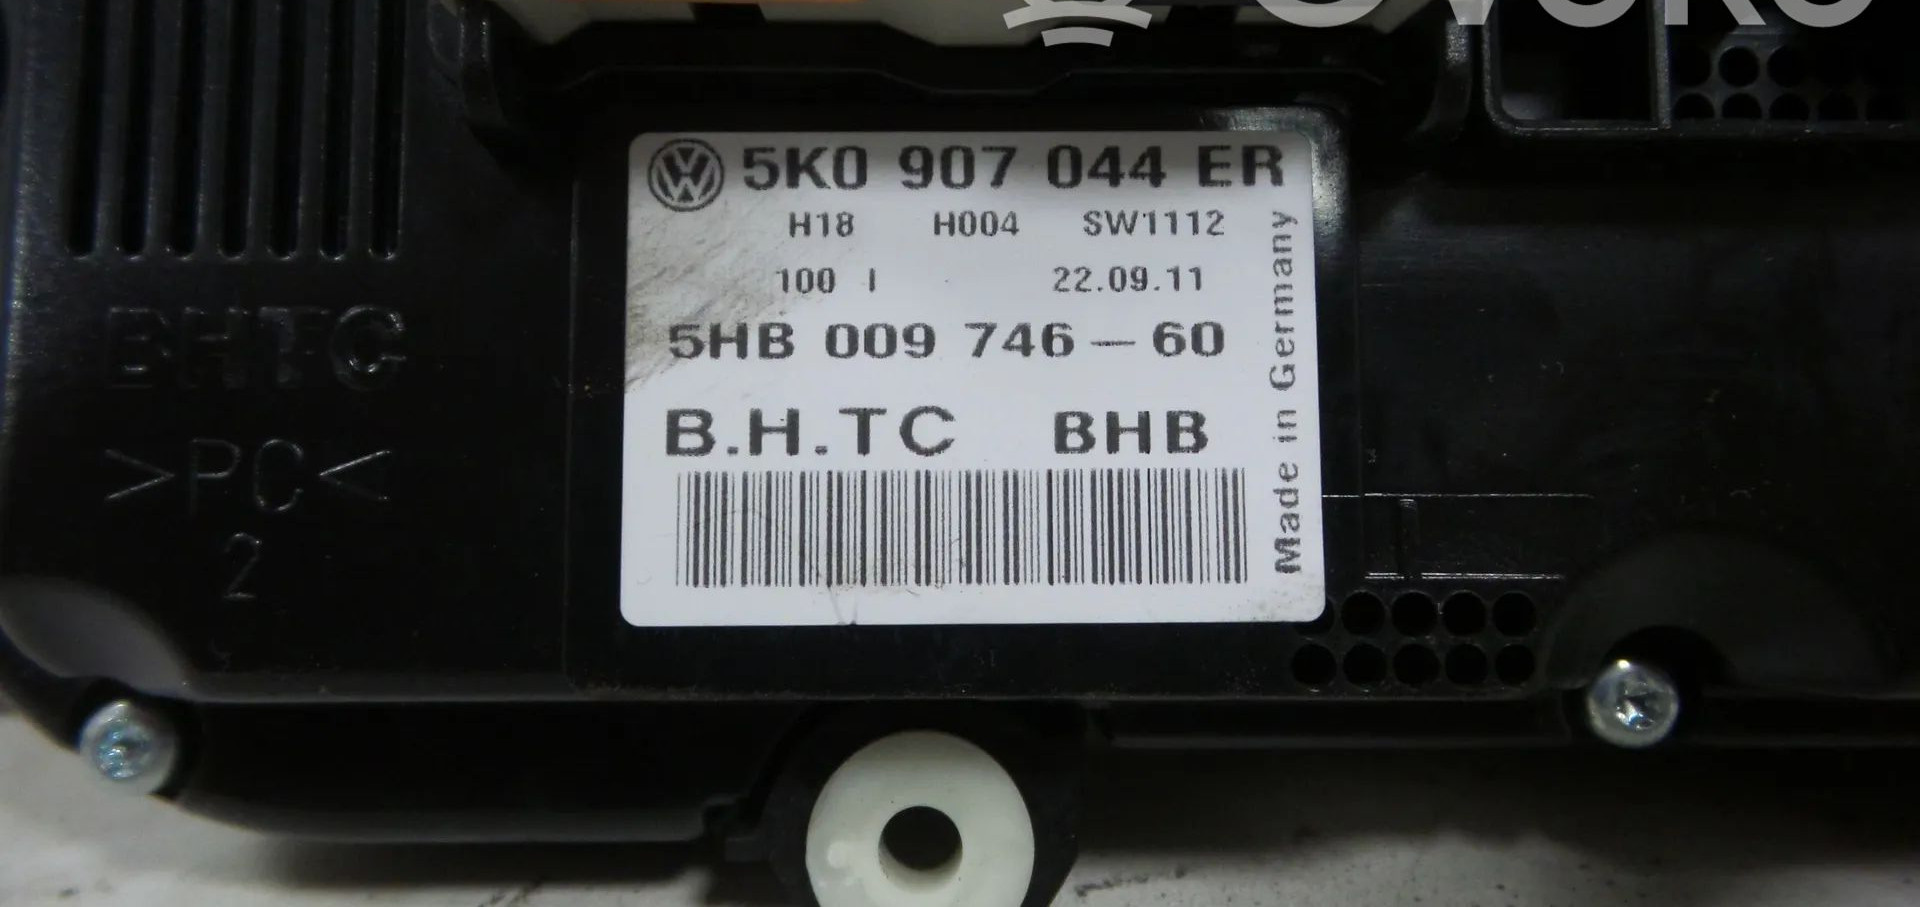 5K0 907 044 ER
H18 H004 SW1112
100 I 22.09.11
5HB 009 746-60
B.H.TC BHB
Made in Germany
BHTC
>PC<
2